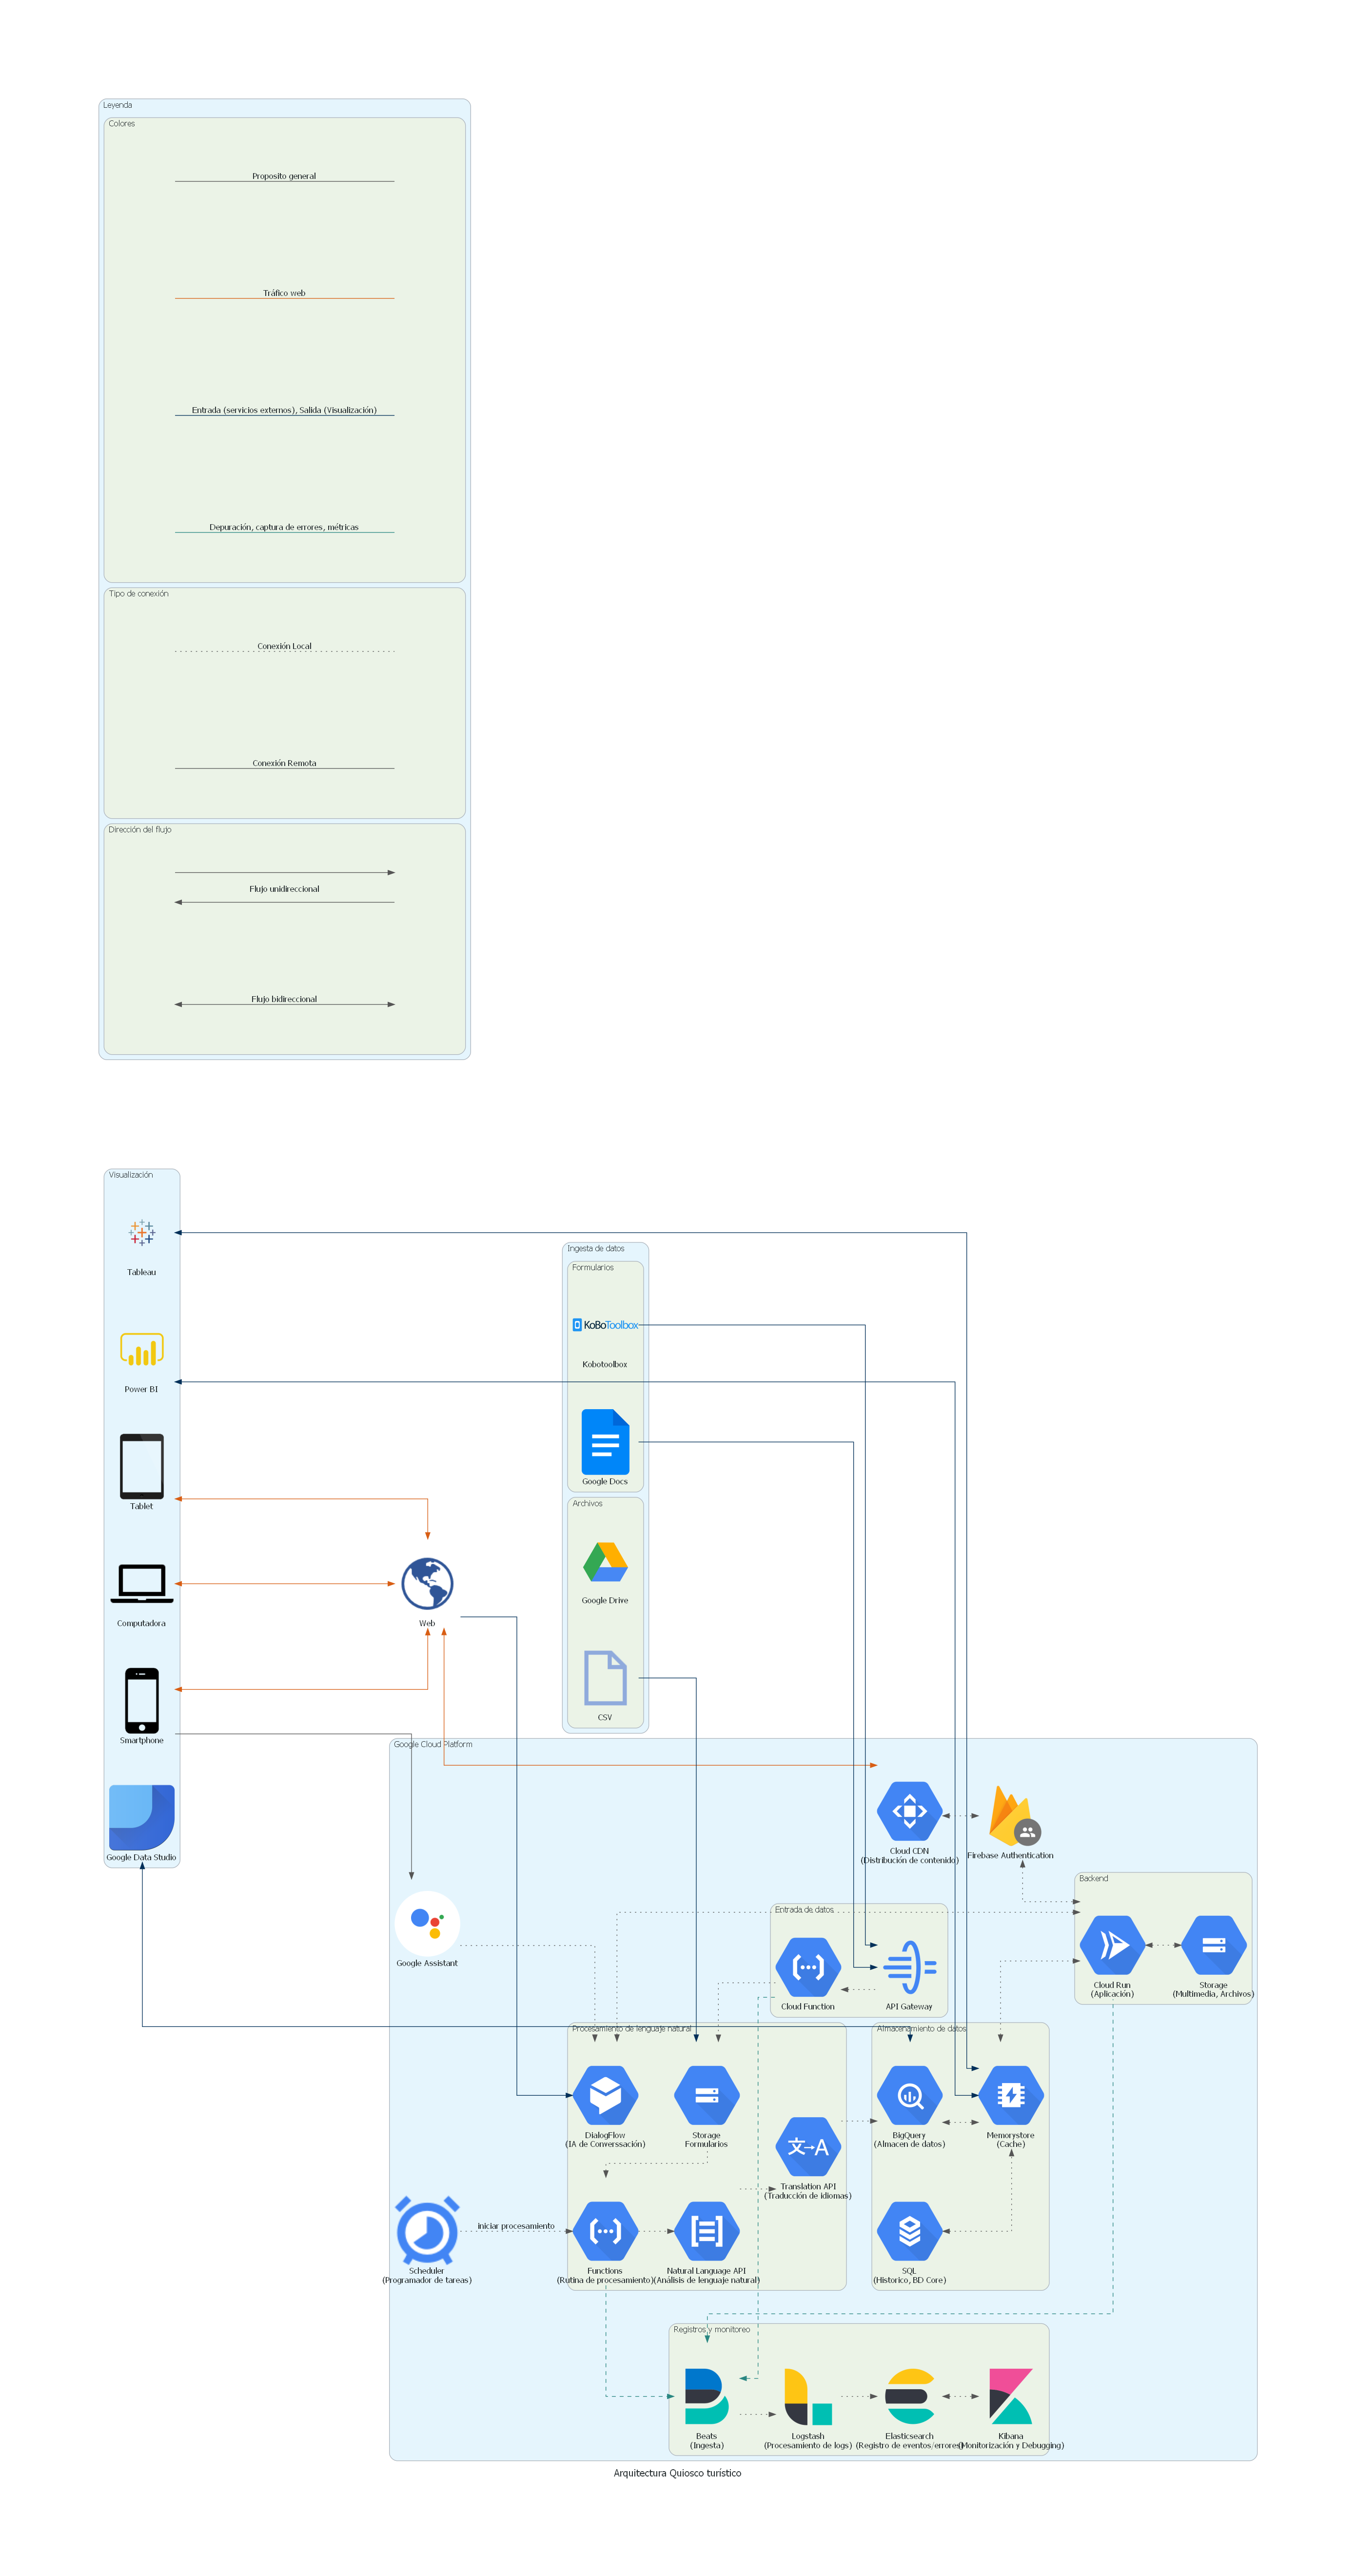 Leyenda
Colores
Proposito general
Tráfico web
Entrada (servicios externos), Salida (Visualización)
Depuración, captura de errores, métricas
Tipo de conexión
Conexión Local
Conexión Remota
Dirección del flujo
Flujo unidireccional
Flujo bidireccional
Visualización
Tableau
Power BI
Tablet
Computadora
Smartphone
Google Data Studio
Web
Ingesta de datos
Formularios
KoBoToolbox
Kobotoolbox
Google Docs
Archivos
Google Drive
CSV
Google Cloud Platform
Cloud CDN
(Distribución de contenido)
Firebase Authentication
Backend
Cloud Run
(Aplicación)
Storage
(Multimedia, Archivos)
Google Assistant
Entrada de datos
Cloud Function
API Gateway
Procesamiento de lenguaje natural
DialogFlow
(IA de Converssación)
Storage
Formularios
文→A
Translation API
(Traducción de idiomas)
Functions
(Rutina de procesamiento)
Natural Language API
(Análisis de lenguaje natural)
Almacenamiento de datos
BigQuery
(Almacen de datos)
Memorystore
(Cache)
SQL
(Historico, BD Core)
iniciar procesamiento
Scheduler
(Programador de tareas)
Registros y monitoreo
Beats
(Ingesta)
Logstash
(Procesamiento de logs)
Elasticsearch
(Registro de eventos/errores)
Kibana
(Monitorización y Debugging)
Arquitectura Quiosco turístico